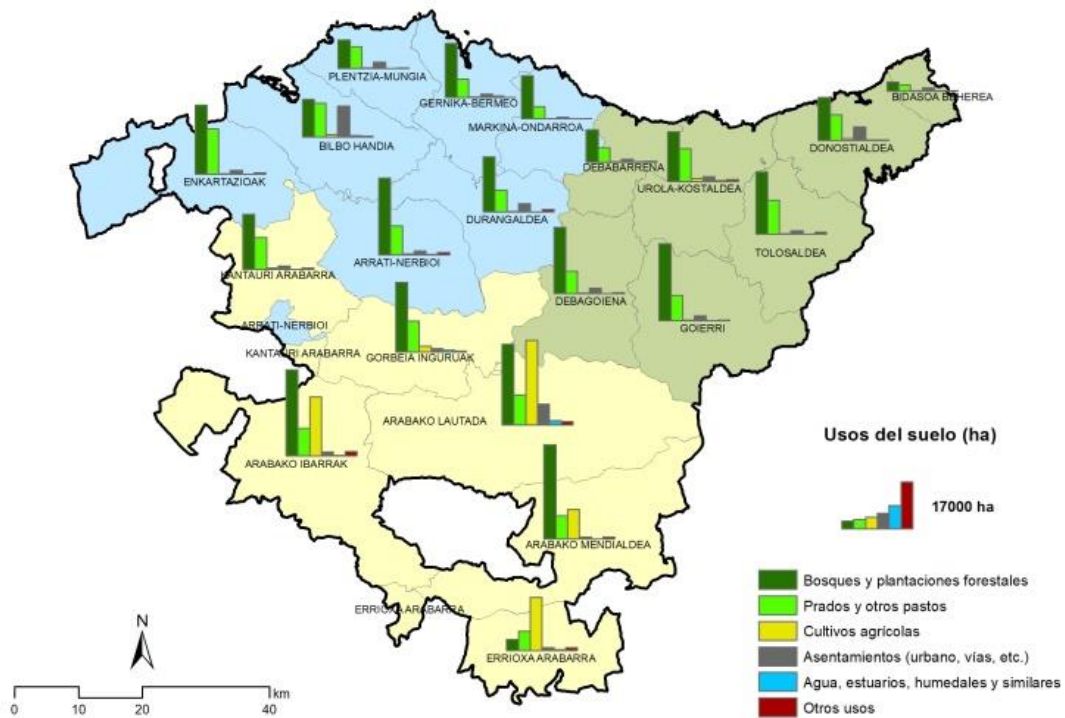 PLENTZIA-MUNGIA
GERNIKA-BERMEO
MARKINA-ONDARROA
BIDASOA BEHEREA
BILBO HANDIA
DONOSTIALDEA
DEBABARRENA
UROLA-KOSTALDEA
ENKARTAZIOAK
DURANGALDEA
TOLOSALDEA
ARRATI-NERBIOI
KANTAURI ARABARRA
DEBAGOIENA
GOIERRI
ARRATI-NERBIOI
KANTAURI ARABARRA
GORBEIA INGURUAK
ARABAKO LAUTADA
ARABAKO IBARRAK
ARABAKO MENDIALDEA
ERRIOXA ARABARRA
ERRIOXA ARABARRA
Usos del suelo (ha)
17000 ha
Bosques y plantaciones forestales
Prados y otros pastos
Cultivos agrícolas
Asentamientos (urbano, vías, etc.)
Agua, estuarios, humedales y similares
Otros usos
N
km
0 10 20 40